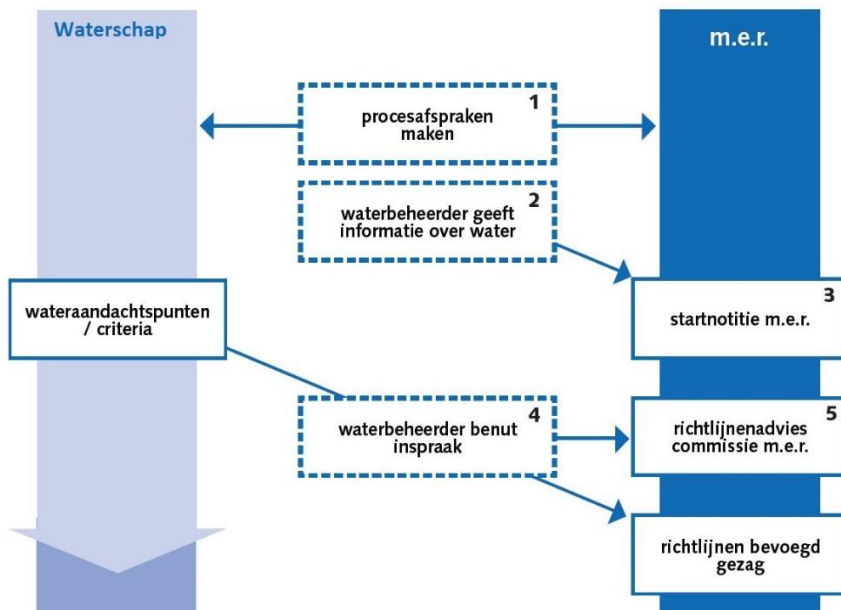 Waterschap
m.e.r.
1
procesafspraken
maken
2
waterbeheerder geeft
informatie over water
wateraandachtspunten
/ criteria
3
startnotitie m.e.r.
4
waterbeheerder benut
inspraak
5
richtlijnenadvies
commissie m.e.r.
richtlijnen bevoegd
gezag